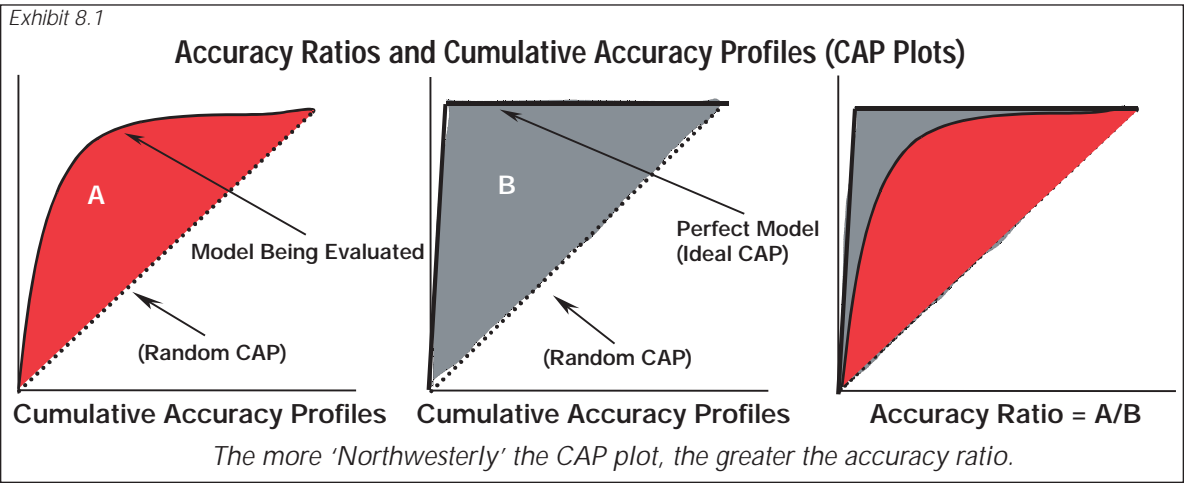 Exhibit 8.1
Accuracy Ratios and Cumulative Accuracy Profiles (CAP Plots)
A
Model Being Evaluated
(Random CAP)
Cumulative Accuracy Profiles
B
Perfect Model
(Ideal CAP)
(Random CAP)
Cumulative Accuracy Profiles
Accuracy Ratio = A/B
The more 'Northwesterly' the CAP plot, the greater the accuracy ratio.